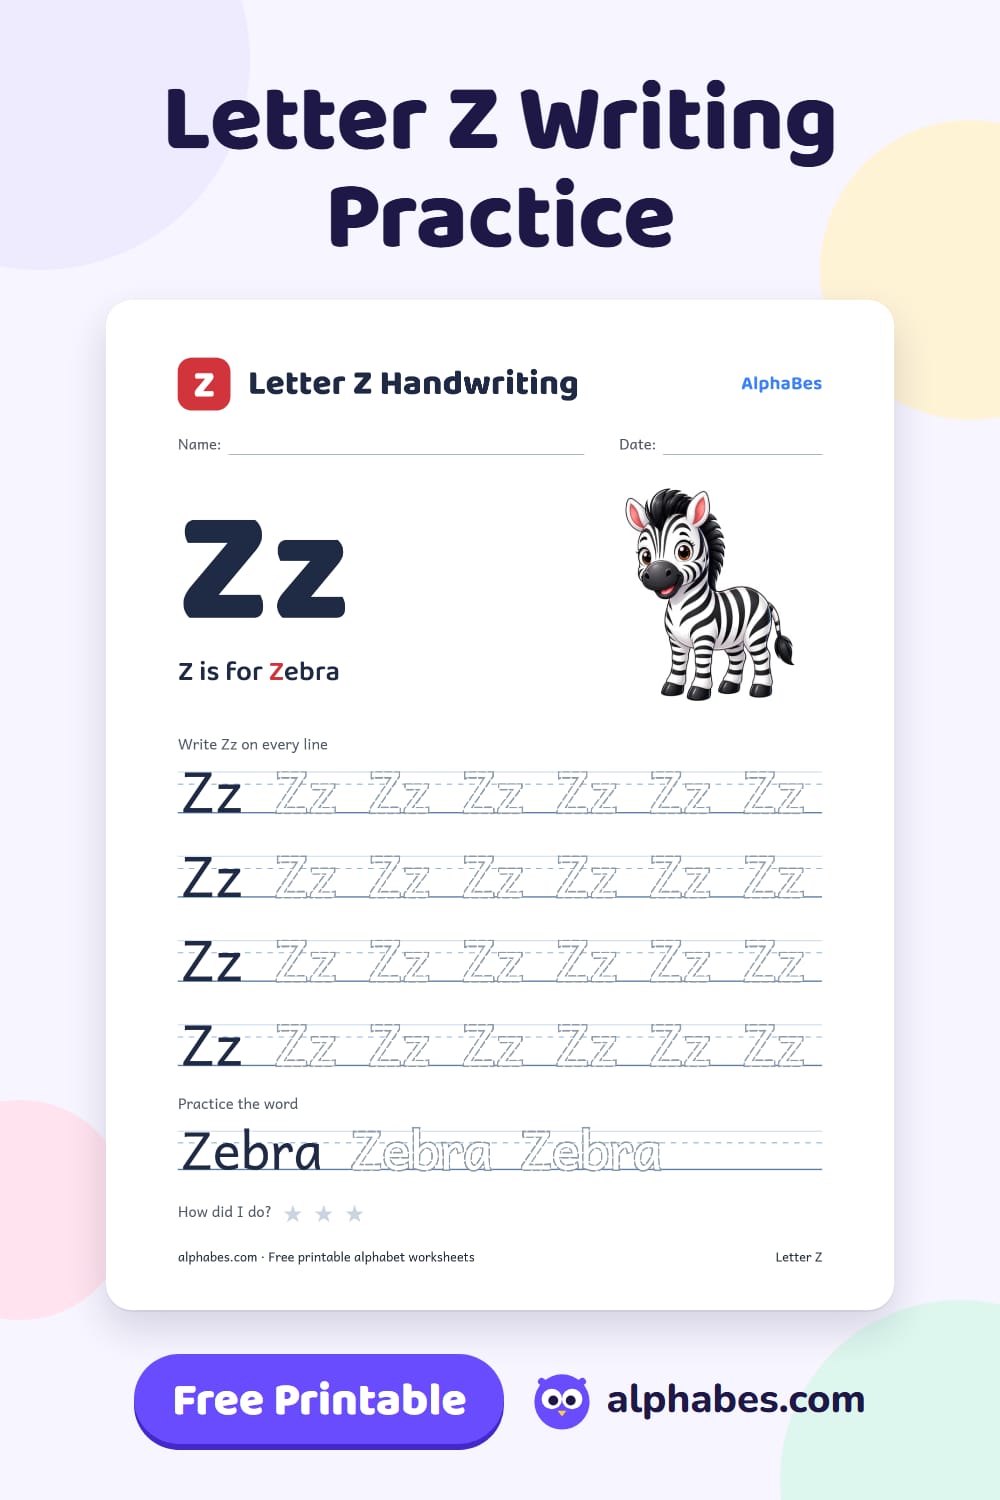 Letter Z Writing
Practice
Z Letter Z Handwriting AlphaBes
Name: Date:
Zz
Z is for Zebra
Write Zz on every line
Zz Zz Zz Zz Zz Zz Zz
Zz Zz Zz Zz Zz Zz Zz
Zz Zz Zz Zz Zz Zz Zz
Zz Zz Zz Zz Zz Zz Zz
Practice the word
Zebra Zebra Zebra
How did I do?
alphabes.com · Free printable alphabet worksheets Letter Z
Free Printable alphabes.com